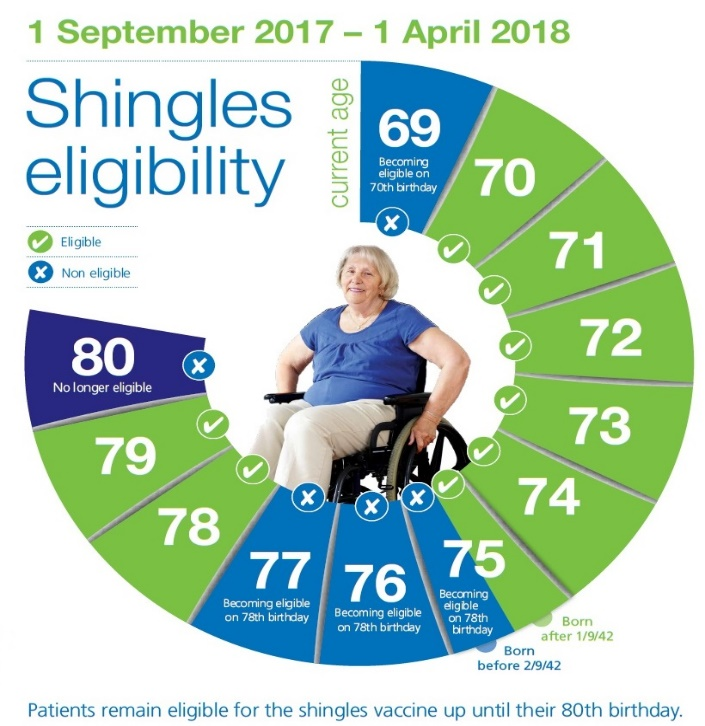 1 September 2017 – 1 April 2018
Shingles
eligibility
current age
Eligible
Non eligible
69
Becoming
eligible on
70th birthday
70
71
72
73
74
75
Becoming
eligible
on 78th
birthday
Born
after 1/9/42
Born
before 2/9/42
76
Becoming eligible
on 78th birthday
77
Becoming eligible
on 78th birthday
78
79
80
No longer eligible
Patients remain eligible for the shingles vaccine up until their 80th birthday.